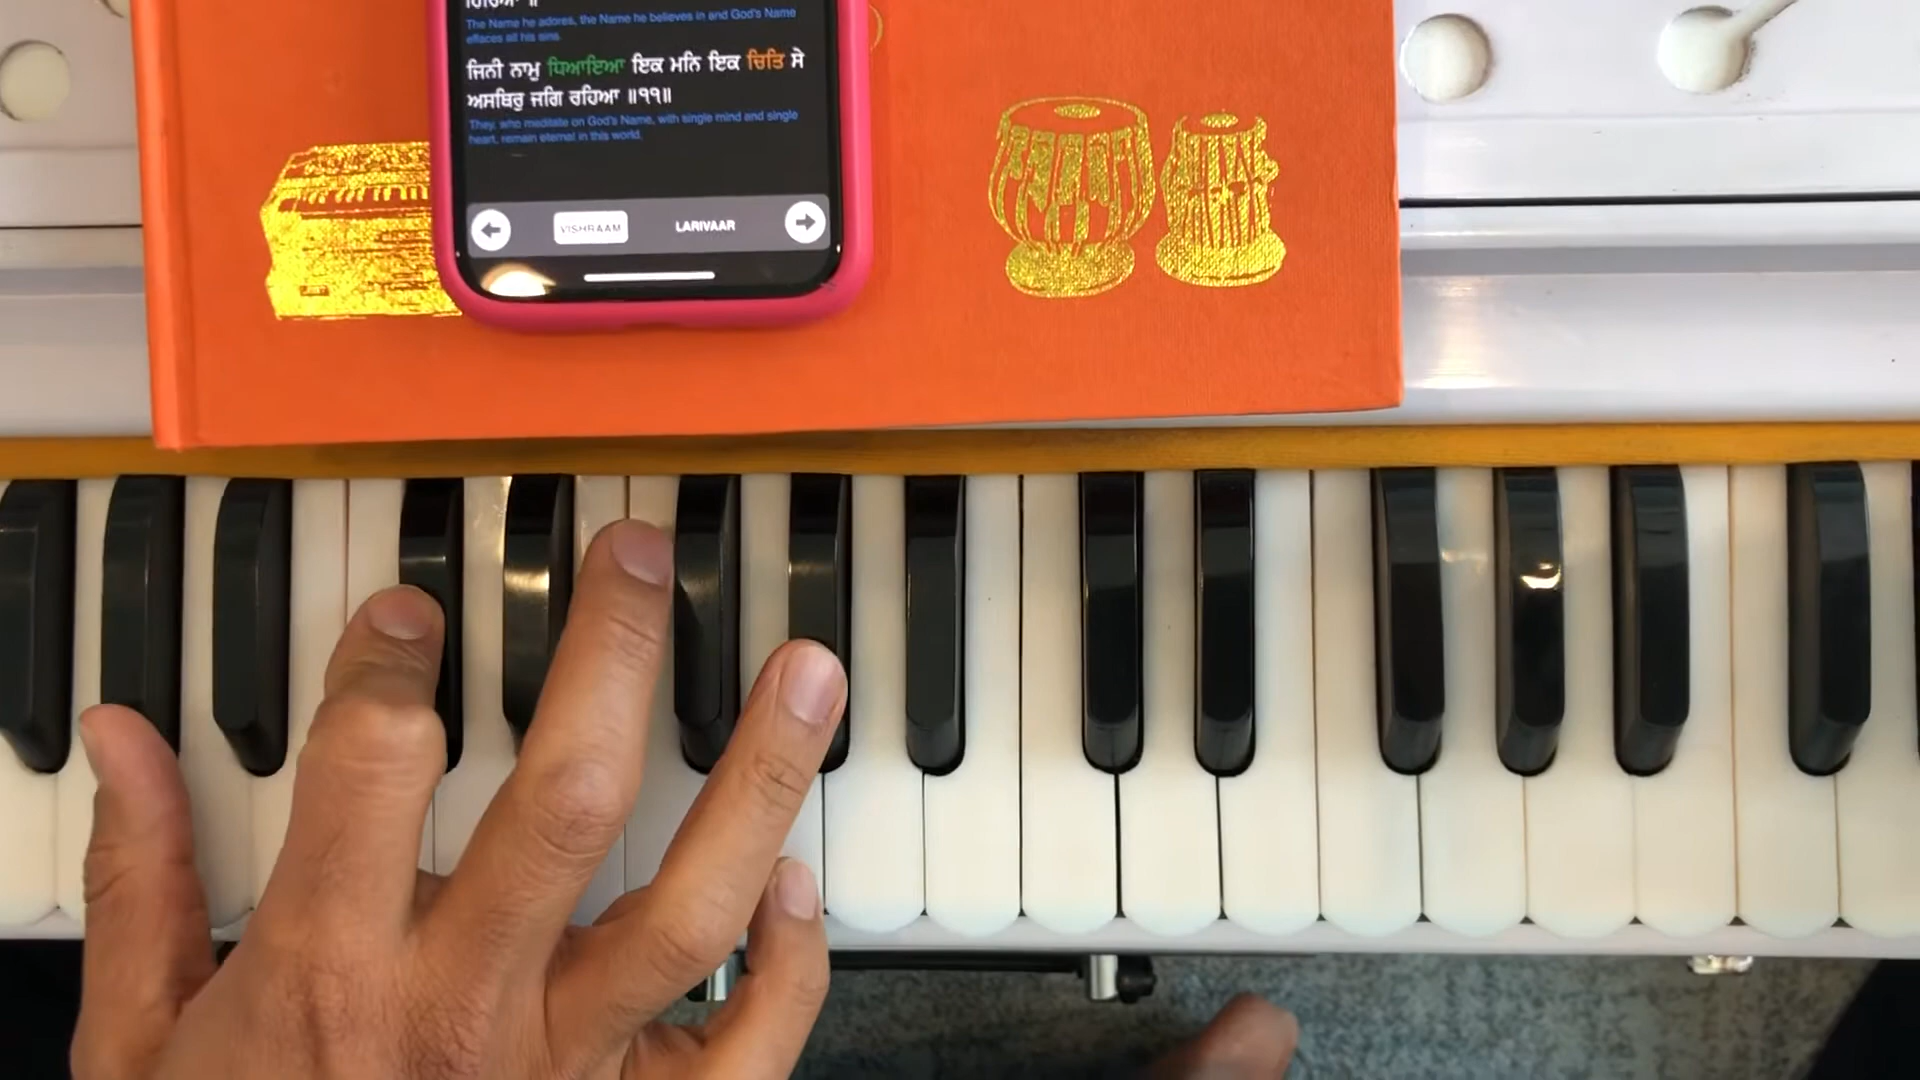 The Name he adores, the Name he believes in and God's Name
effaces all his sins.
ਜਿਨੀ ਨਾਮੁ ਧਿਆਇਆ ਇਕ ਮਨਿ ਇਕ ਚਿਤਿ ਸੇ
ਅਸਥਿਰੁ ਜਗਿ ਰਹਿਆ ॥੧੧॥
They, who meditate on God's Name, with single mind and single
heart, remain eternal in this world.
VISHRAAM LARIVAAR